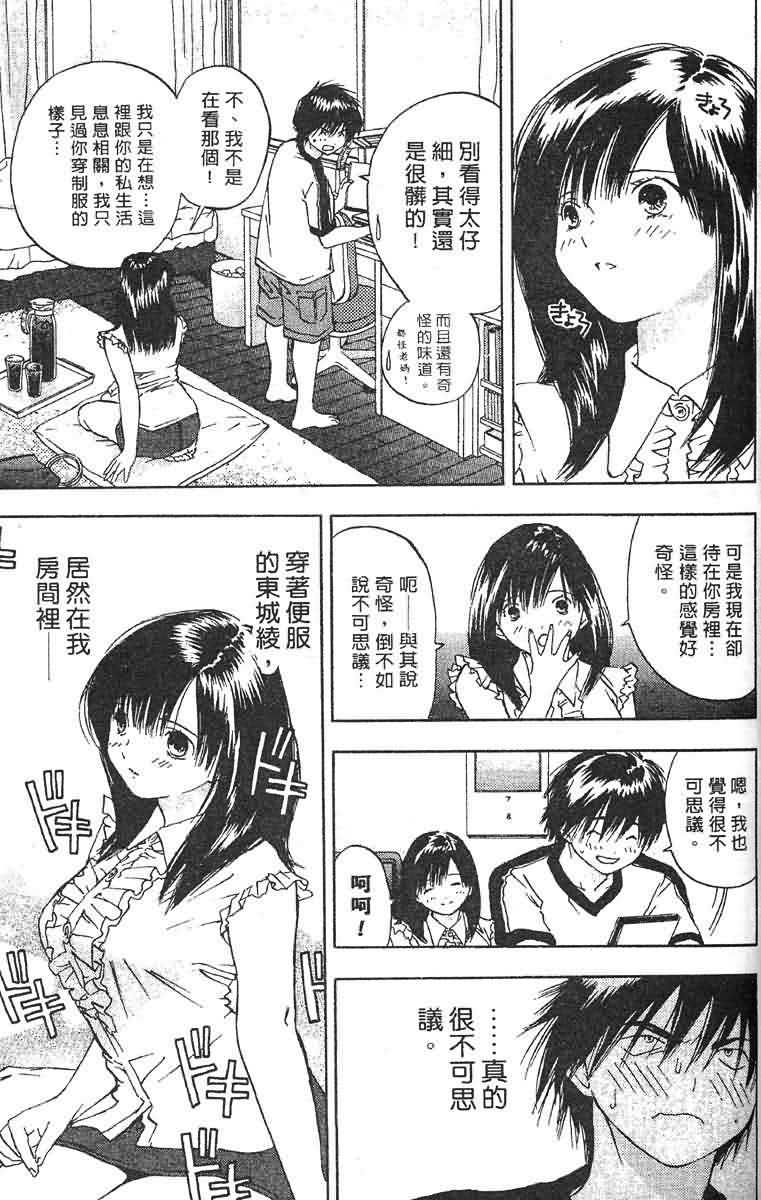 きょろ
きょろ
別看得太仔
細，其實還
是很髒的！
而且還有奇
怪的味道。
都怪老媽！
不、我不是
在看那個！
我只是在想…這
裡跟你的私生活
息息相關，我只
見過你穿制服的
樣子…
可是我現在卻
待在你房裡…
這樣的感覺好
奇怪。
呃——與其說
奇怪，倒不如
說不可思議…
嗯，我也
覺得很不
可思議。
7
8
呵呵！
……真的
很不可思
議。
穿著便服
的東城綾，
居然在我
房間裡——
ドキ
ドキ
ドキ
ドキ
ドキ